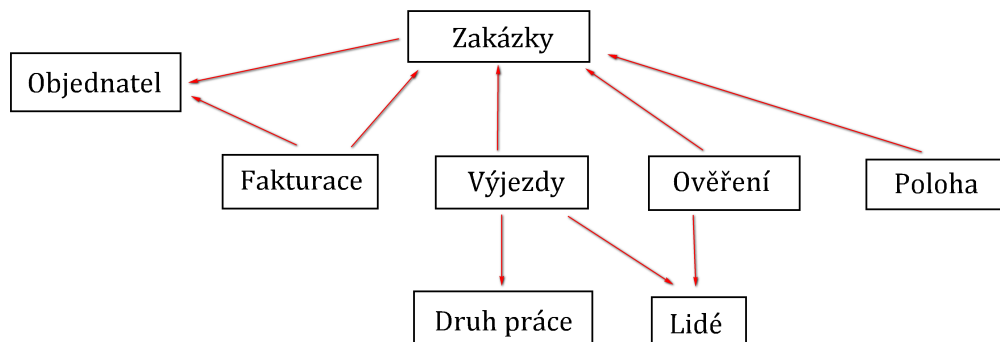 Zakázky
Objednatel
Fakturace
Výjezdy
Ověření
Poloha
Druh práce
Lidé